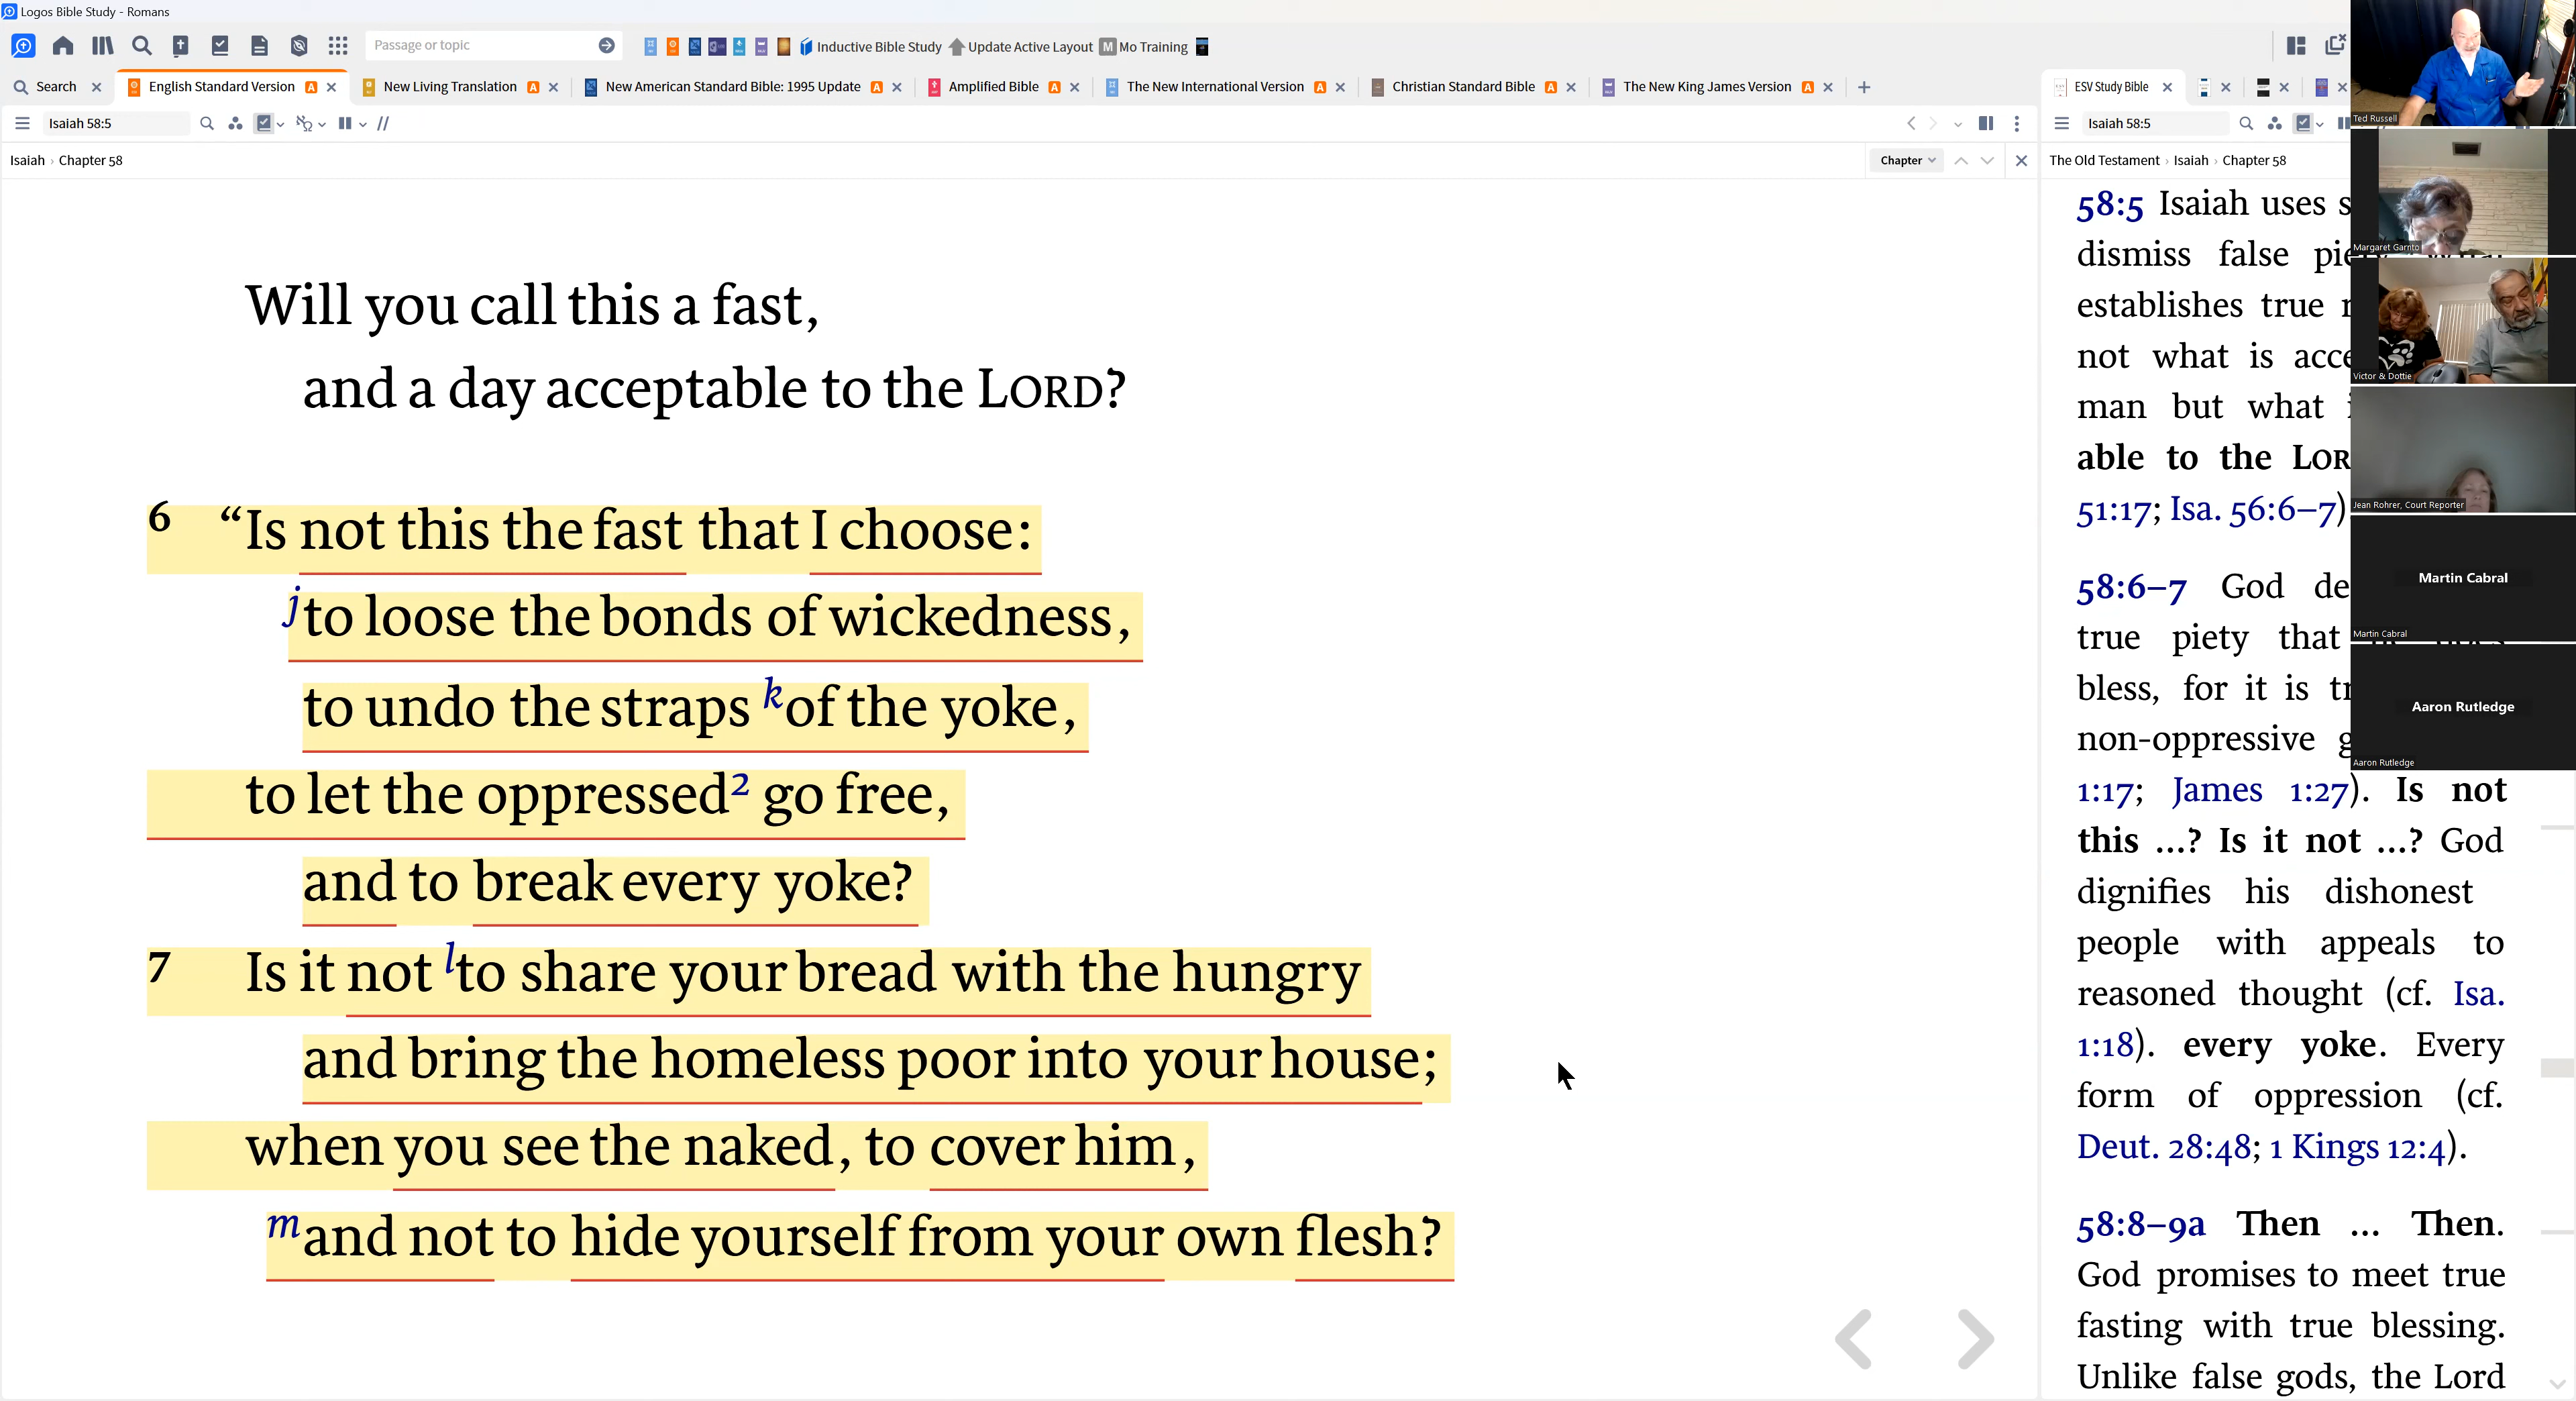 Logos Bible Study - Romans
Passage or topic
Inductive Bible Study
Update Active Layout
M Mo Training
Search
English Standard Version A
New Living Translation A
New American Standard Bible: 1995 Update A
Amplified Bible A
The New International Version A
Christian Standard Bible A
The New King James Version A
ESV Study Bible
Isaiah 58:5
Isaiah 58:5
Isaiah › Chapter 58
Chapter
The Old Testament › Isaiah › Chapter 58
Will you call this a fast,
and a day acceptable to the LORD?
6 “Is not this the fast that I choose:
j to loose the bonds of wickedness,
to undo the straps k of the yoke,
to let the oppressed2 go free,
and to break every yoke?
7 Is it not l to share your bread with the hungry
and bring the homeless poor into your house;
when you see the naked, to cover him,
m and not to hide yourself from your own flesh?
58:5 Isaiah uses
dismiss false
establishes true
not what is
man but what
able to the
51:17; Isa. 56:6–7)
58:6–7 God
true piety that
bless, for it is
non-oppressive
1:17; James 1:27). Is not
this ...? Is it not ...? God
dignifies his dishonest
people with appeals to
reasoned thought (cf. Isa.
1:18). every yoke. Every
form of oppression (cf.
Deut. 28:48; 1 Kings 12:4).
58:8–9a Then ... Then.
God promises to meet true
fasting with true blessing.
Unlike false gods, the Lord
Ted Russell
Margaret
Victor & Dottie
Jean Rohrer, Court Reporter
Martin Cabral
Martin Cabral
Aaron Rutledge
Aaron Rutledge